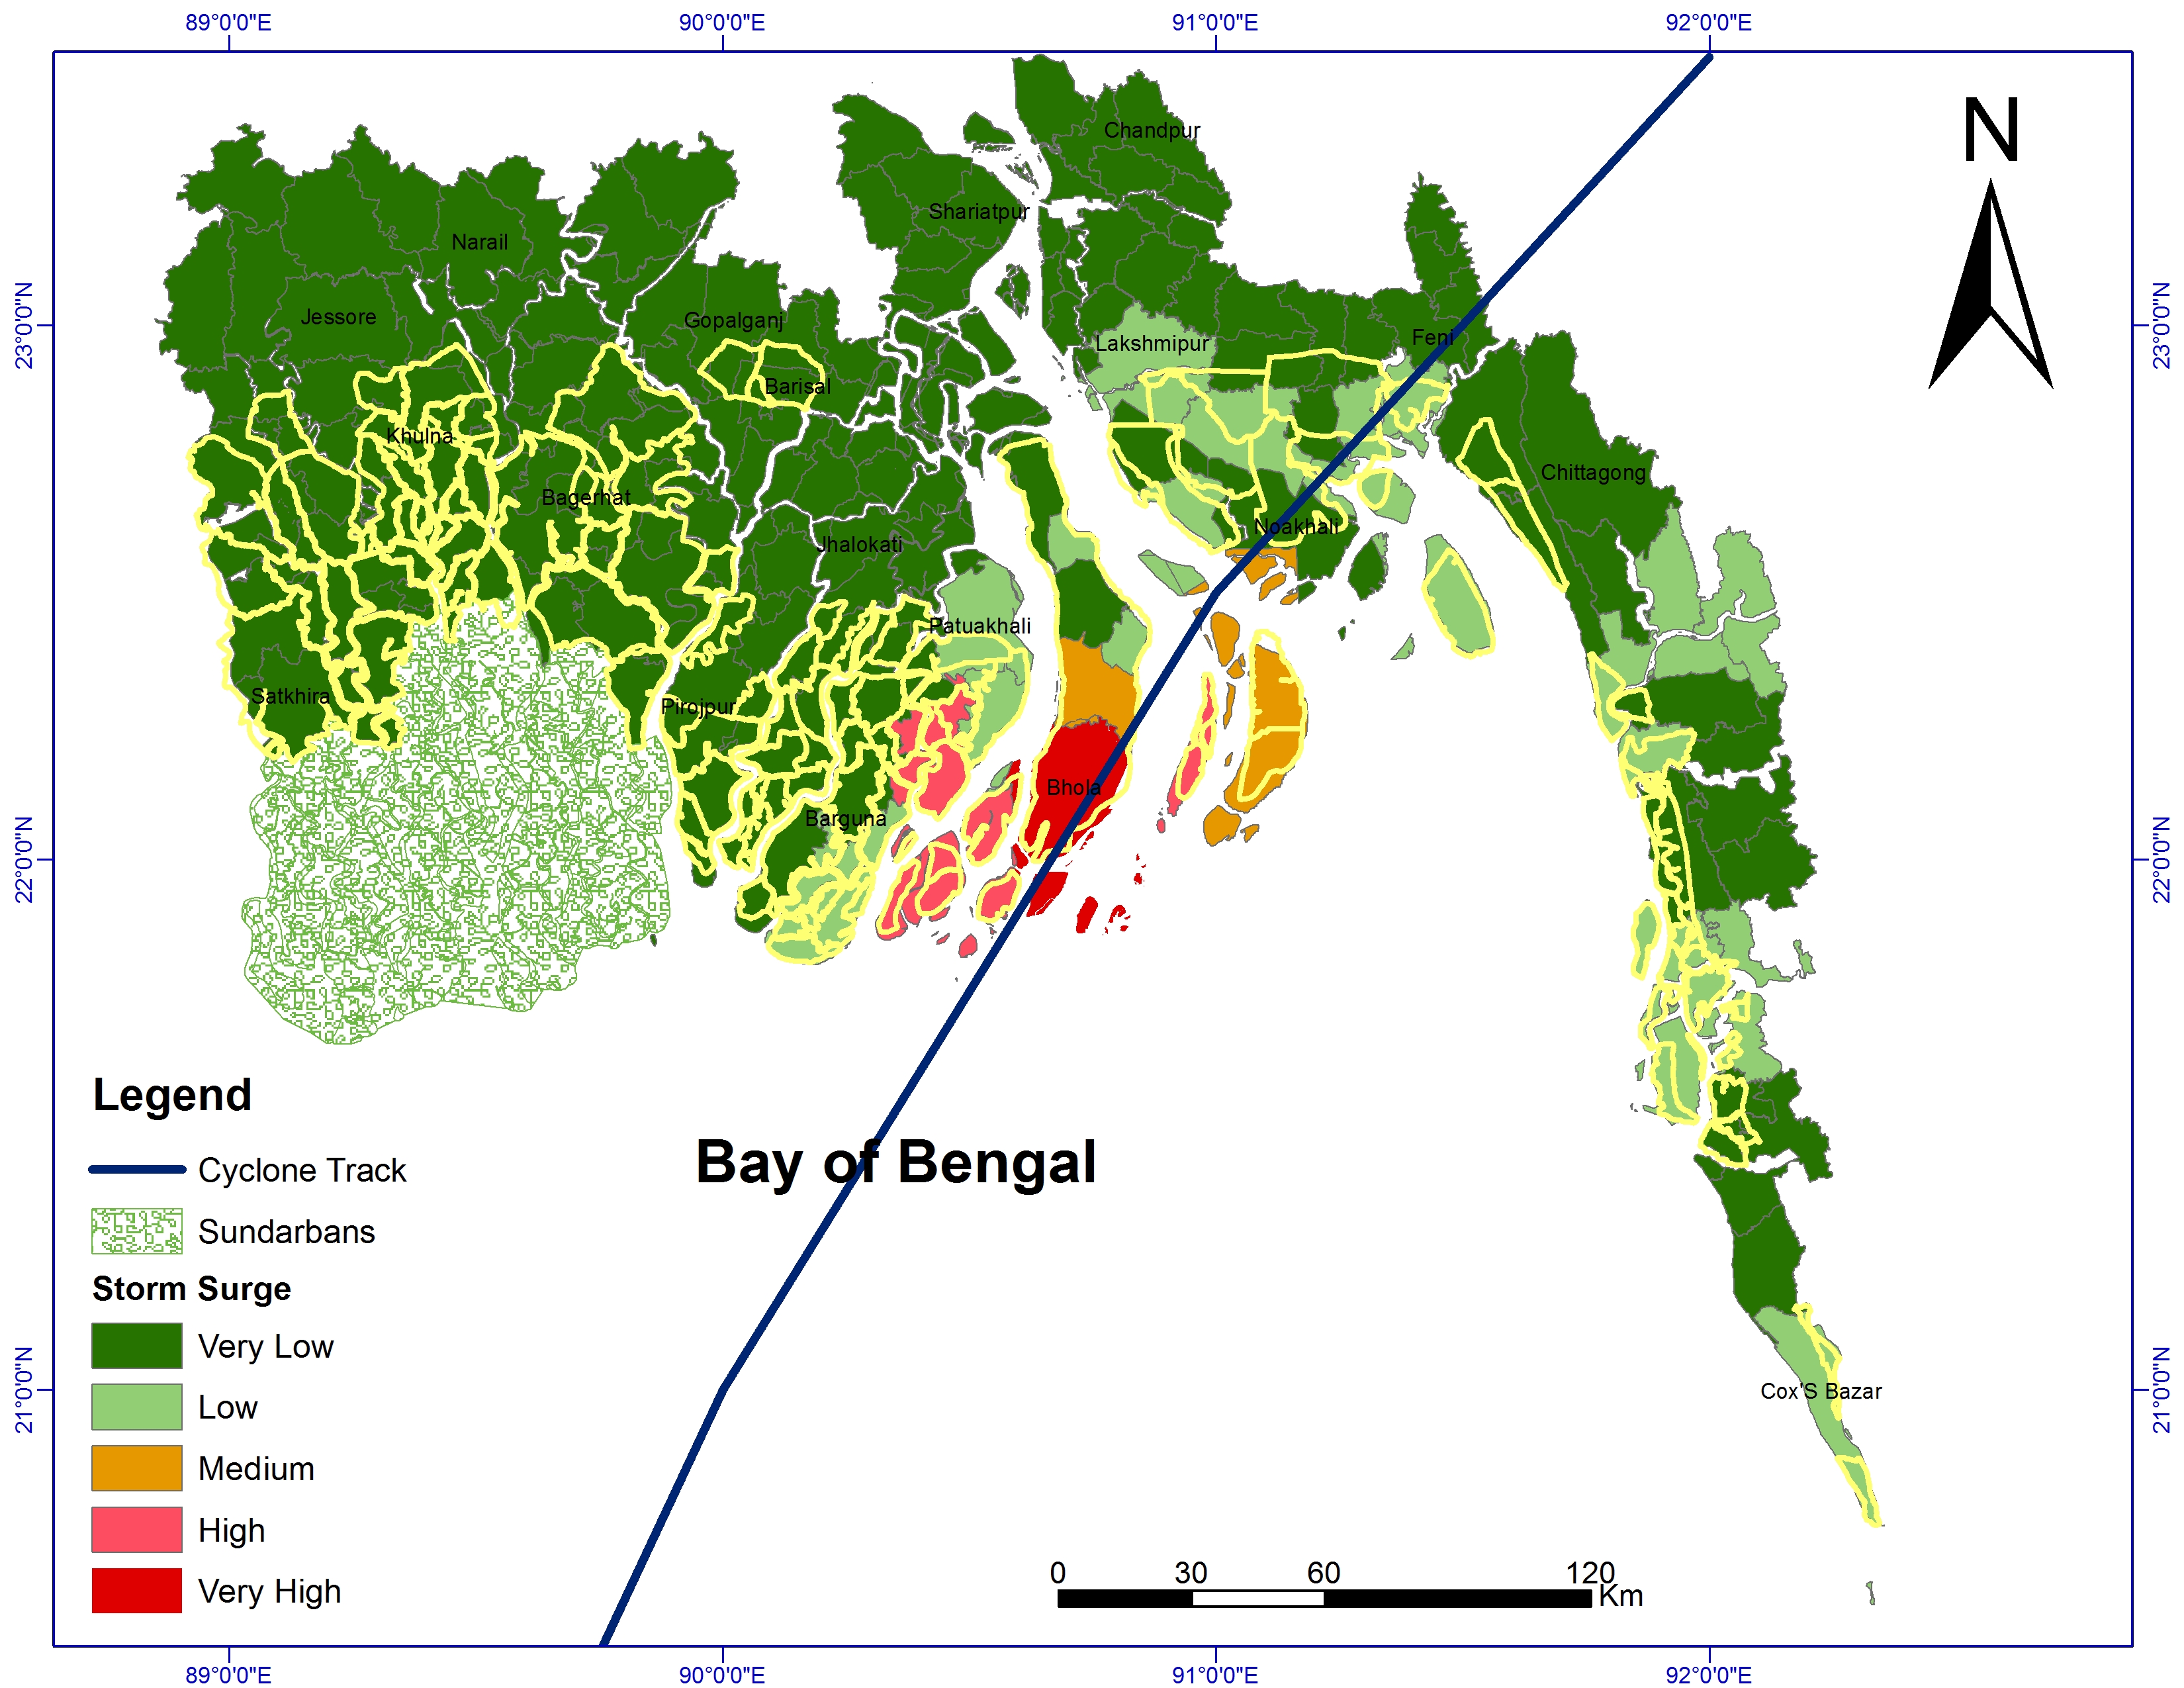 89°0'0"E
90°0'0"E
91°0'0"E
92°0'0"E
N
Chandpur
Shariatpur
Narail
23°0'0"N
Jessore
Gopalganj
Lakshmipur
Feni
23°0'0"N
Barisal
Khulna
Chittagong
Bagerhat
Noakhali
Jhalokati
Patuakhali
Satkhira
Pirojpur
Bhola
Barguna
22°0'0"N
22°0'0"N
Legend
Bay of Bengal
Cyclone Track
Sundarbans
Storm Surge
Very Low
21°0'0"N
Cox'S Bazar
21°0'0"N
Low
Medium
High
Very High
0 30 60 120
Km
89°0'0"E
90°0'0"E
91°0'0"E
92°0'0"E